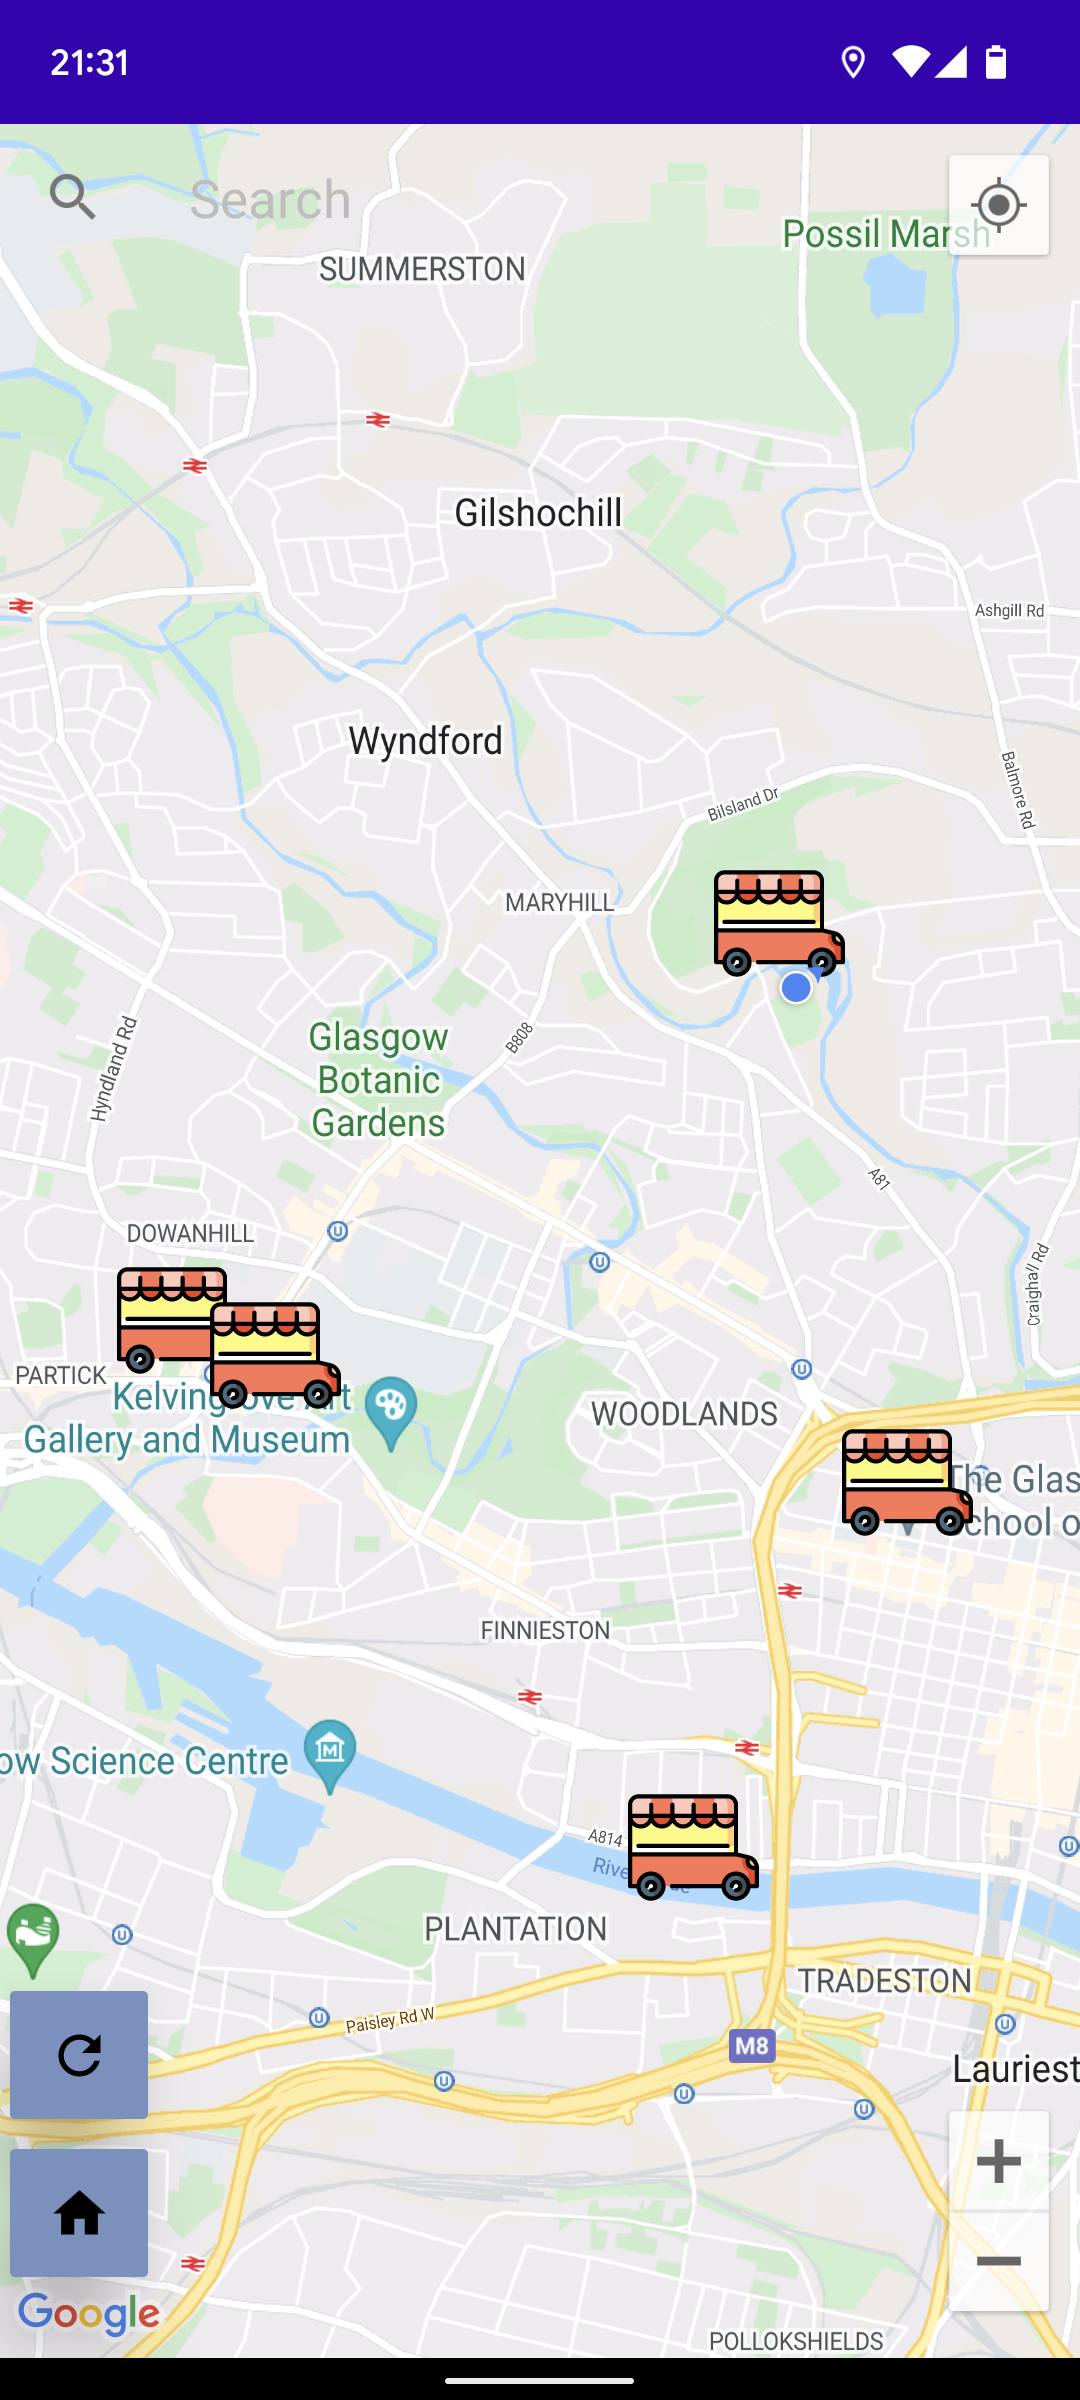 21:31
Search
Possil Marsh
SUMMERSTON
Gilshochill
Ashgill Rd
Wyndford
Balmore Rd
Bilsland Dr
MARYHILL
Glasgow
Botanic
Gardens
B808
Hyndland Rd
A81
DOWANHILL
Craighall Rd
PARTICK
Kelvingrove Art
Gallery and Museum
WOODLANDS
The Glas
chool o
FINNIESTON
ow Science Centre
A814
PLANTATION
TRADESTON
Paisley Rd W
M8
Lauriest
Google
POLLOKSHIELDS